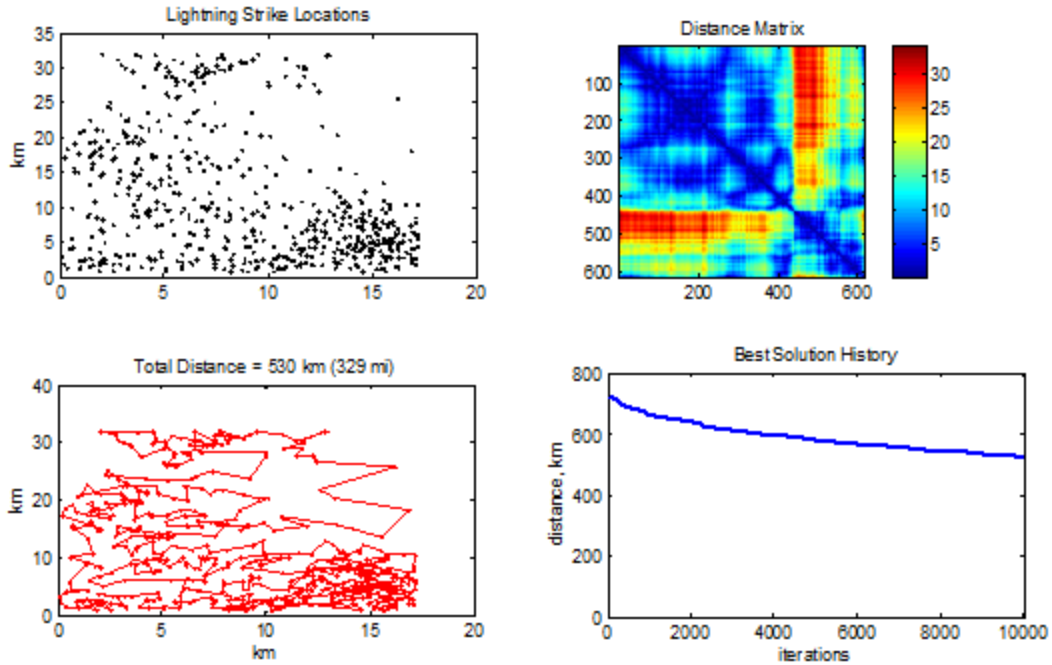 Lightning Strike Locations
35
30
25
20
15
10
5
0
km
0 5 10 15 20
Distance Matrix
100
200
300
400
500
600
200 400 600
30
25
20
15
10
5
Total Distance = 530 km (329 mi)
40
30
20
10
0
km
0 5 10 15 20
km
Best Solution History
800
600
400
200
0
distance, km
0 2000 4000 6000 8000 10000
iterations